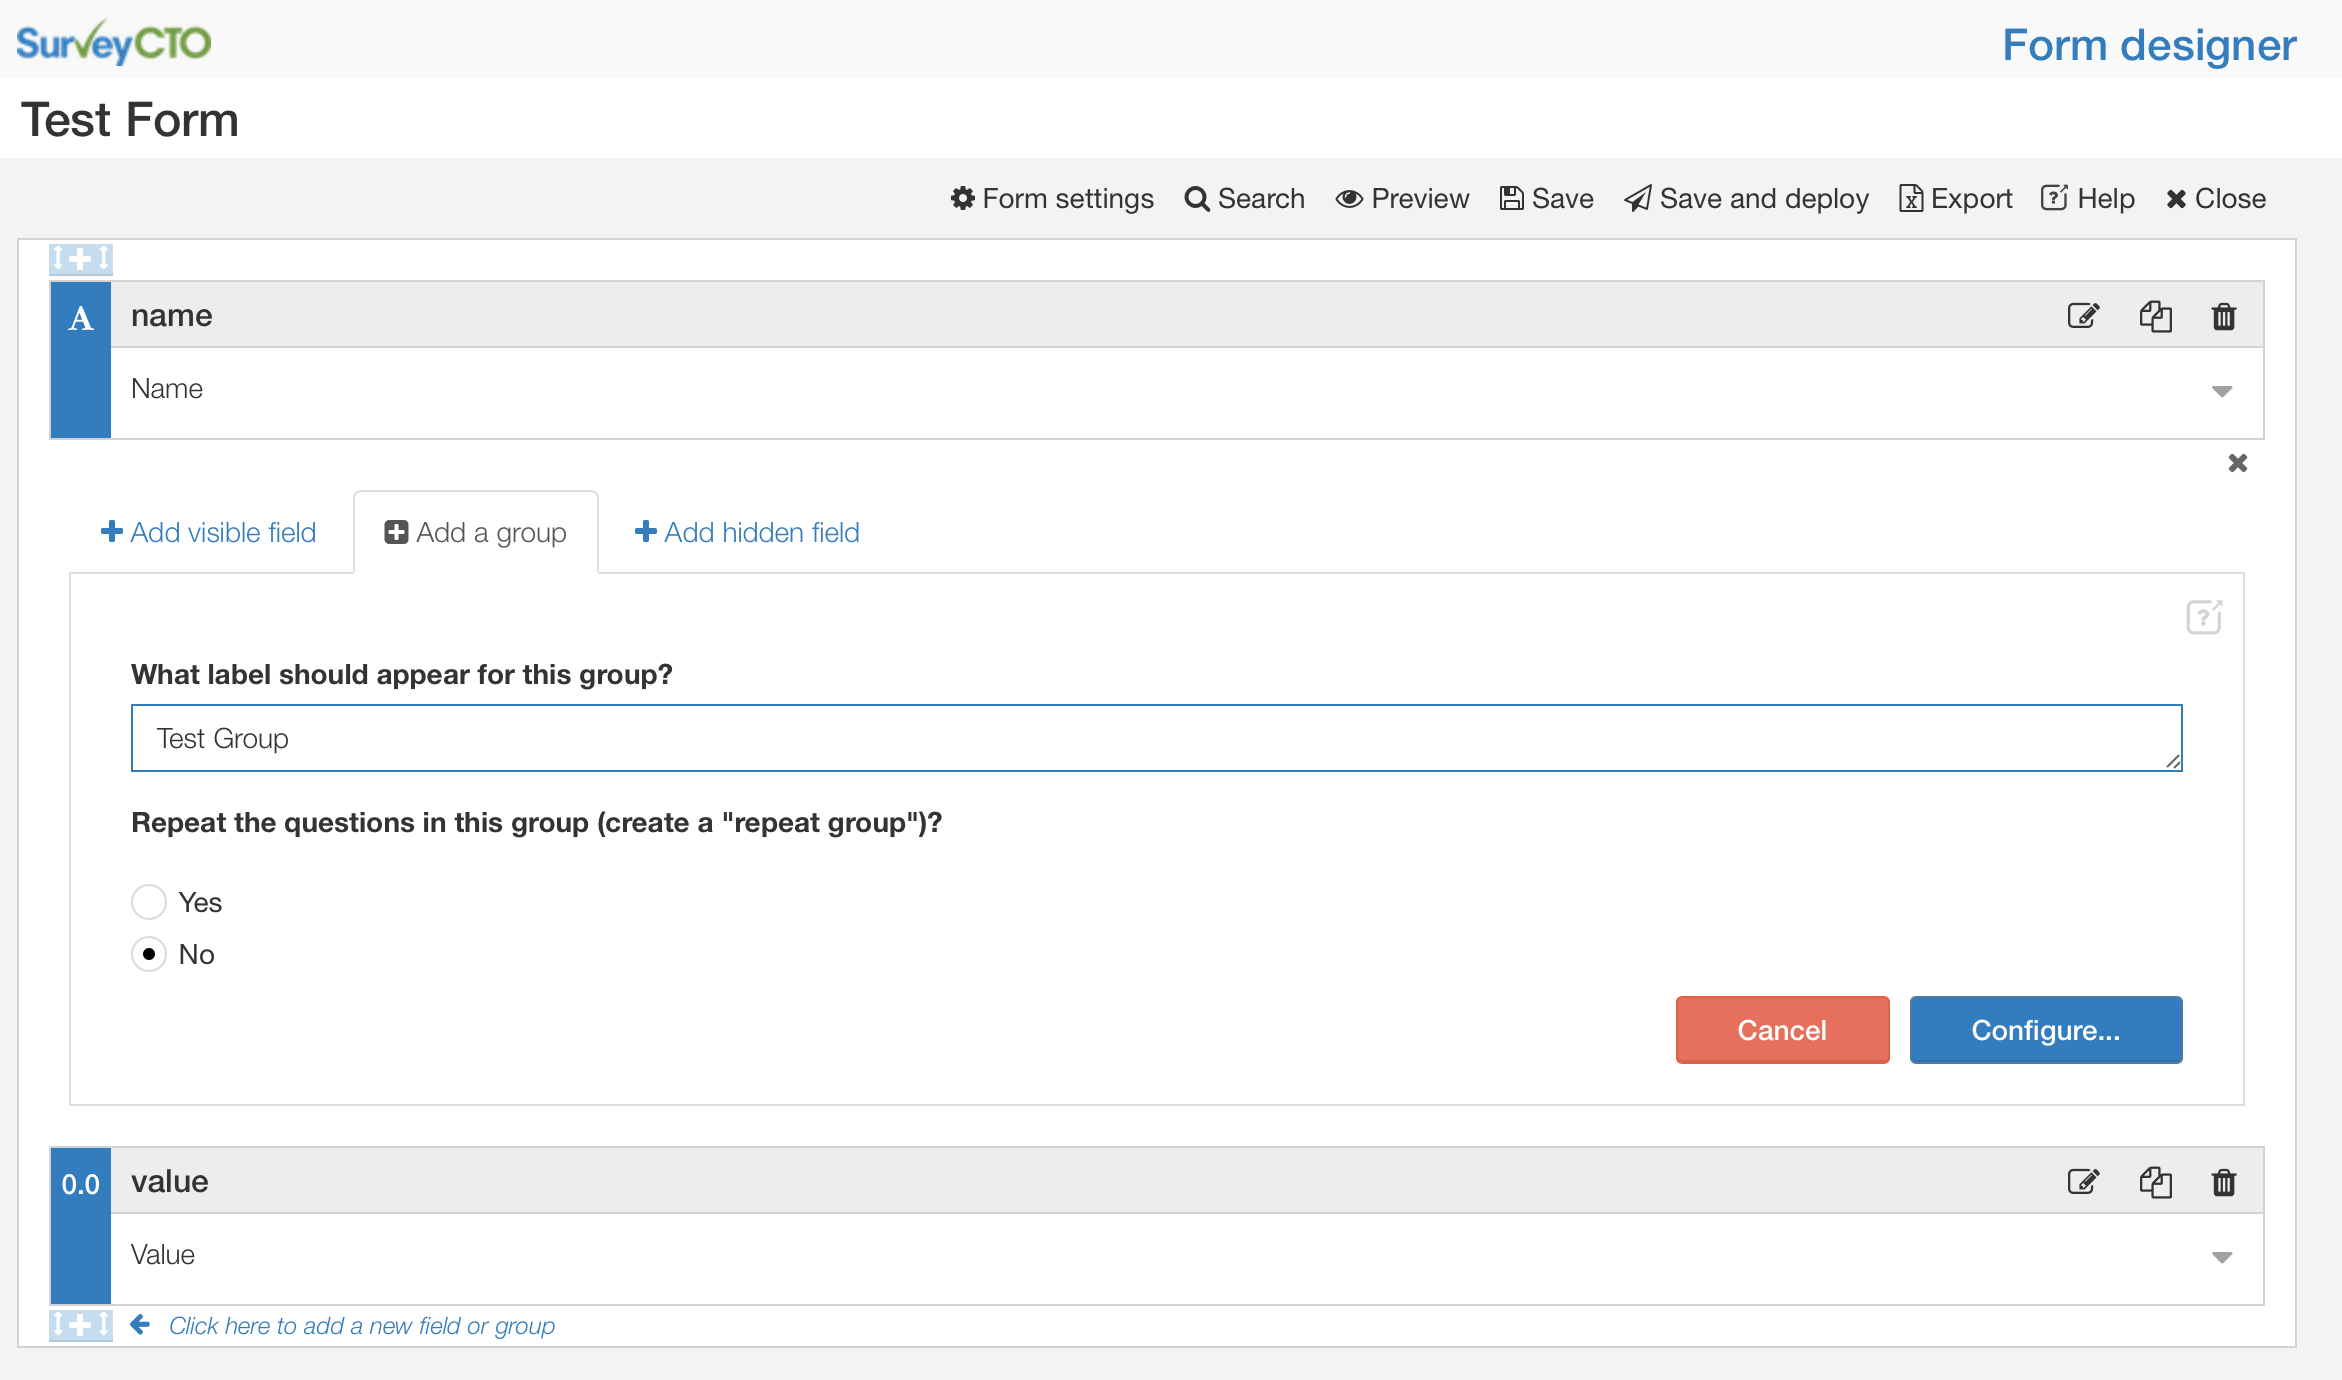 SurveyCTO
Form designer
Test Form
Form settings Search Preview Save Save and deploy Export Help Close
A name
Name
Add visible field Add a group Add hidden field
What label should appear for this group?
Test Group
Repeat the questions in this group (create a "repeat group")?
Yes
No
Cancel Configure...
0.0 value
Value
Click here to add a new field or group